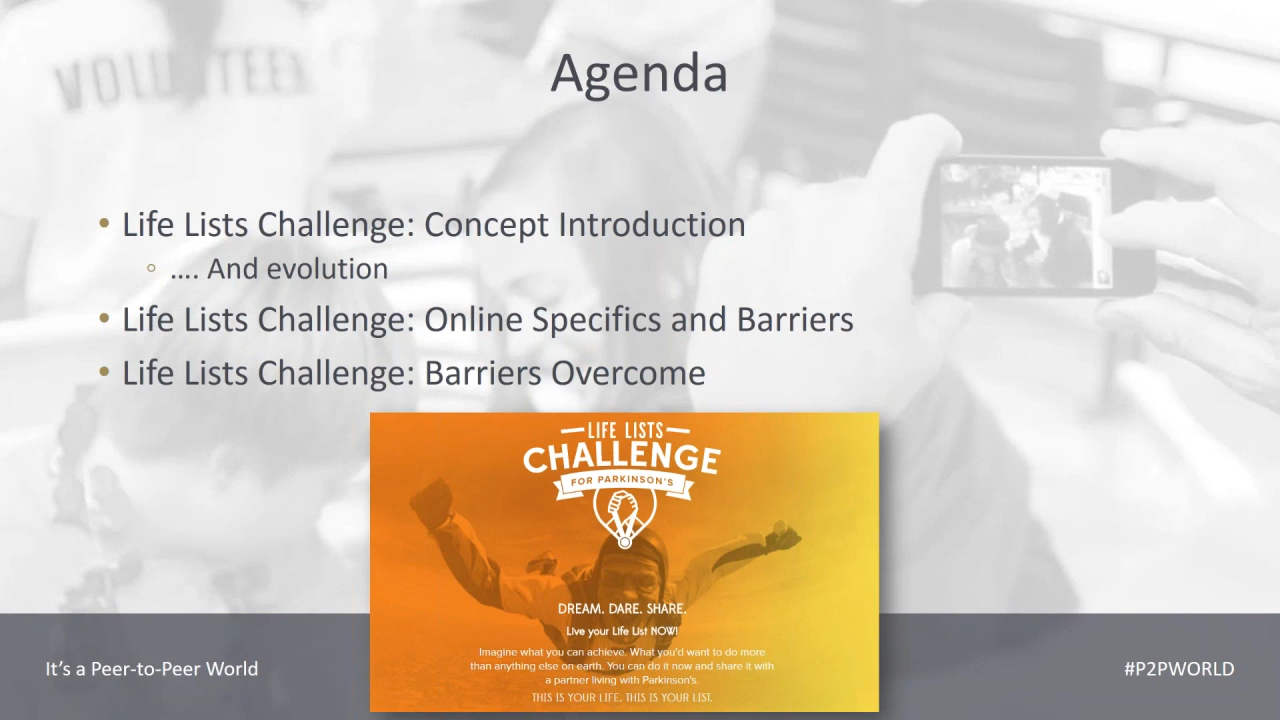 VOLUNTEER
Agenda
• Life Lists Challenge: Concept Introduction
◦ .... And evolution
• Life Lists Challenge: Online Specifics and Barriers
• Life Lists Challenge: Barriers Overcome
LIFE LISTS
CHALLENGE
FOR PARKINSON'S
DREAM. DARE. SHARE.
Live your Life List NOW!
Imagine what you can achieve. What you'd want to do more
than anything else on earth. You can do it now and share it with
a partner living with Parkinson's.
THIS IS YOUR LIFE. THIS IS YOUR LIST.
It's a Peer-to-Peer World
#P2PWORLD